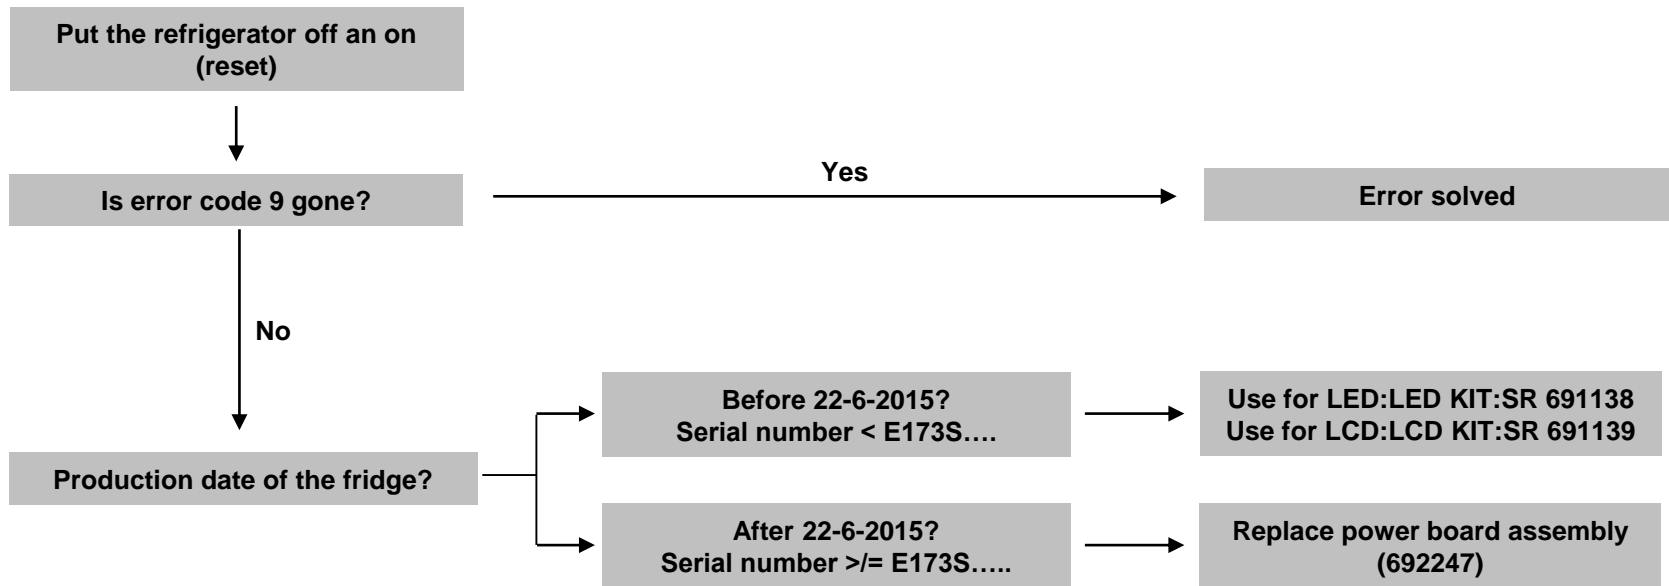 Put the refrigerator off an on
(reset)
Is error code 9 gone?
Yes
Error solved
No
Production date of the fridge?
Before 22-6-2015?
Serial number < E173S....
Use for LED:LED KIT:SR 691138
Use for LCD:LCD KIT:SR 691139
After 22-6-2015?
Serial number >/= E173S.....
Replace power board assembly
(692247)